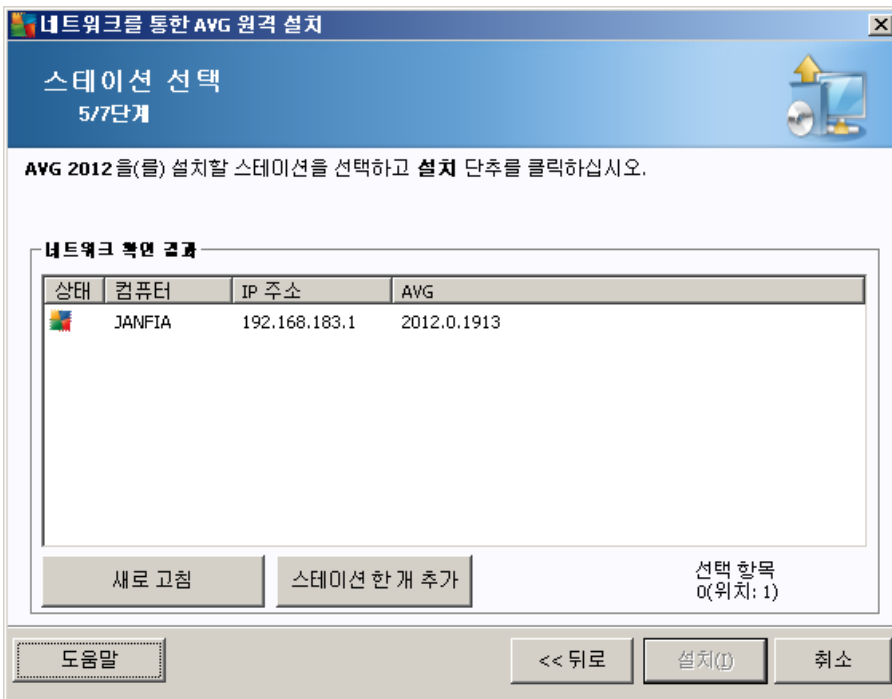 네트워크를 통한 AVG 원격 설치
스테이션 선택
5/7단계
AVG 2012을(를) 설치할 스테이션을 선택하고 설치 단추를 클릭하십시오.
네트워크 확인 결과
상태 컴퓨터 IP 주소 AVG
JANFIA 192.168.183.1 2012.0.1913
새로 고침 스테이션 한 개 추가 선택 항목
0(위치: 1)
도움말 << 뒤로 설치(I) 취소